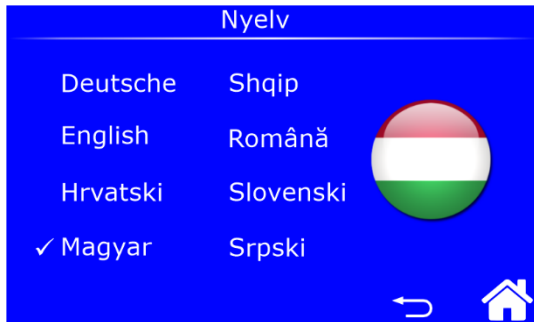 Nyelv
Deutsche Shqip
English Română
Hrvatski Slovenski
Magyar Srpski